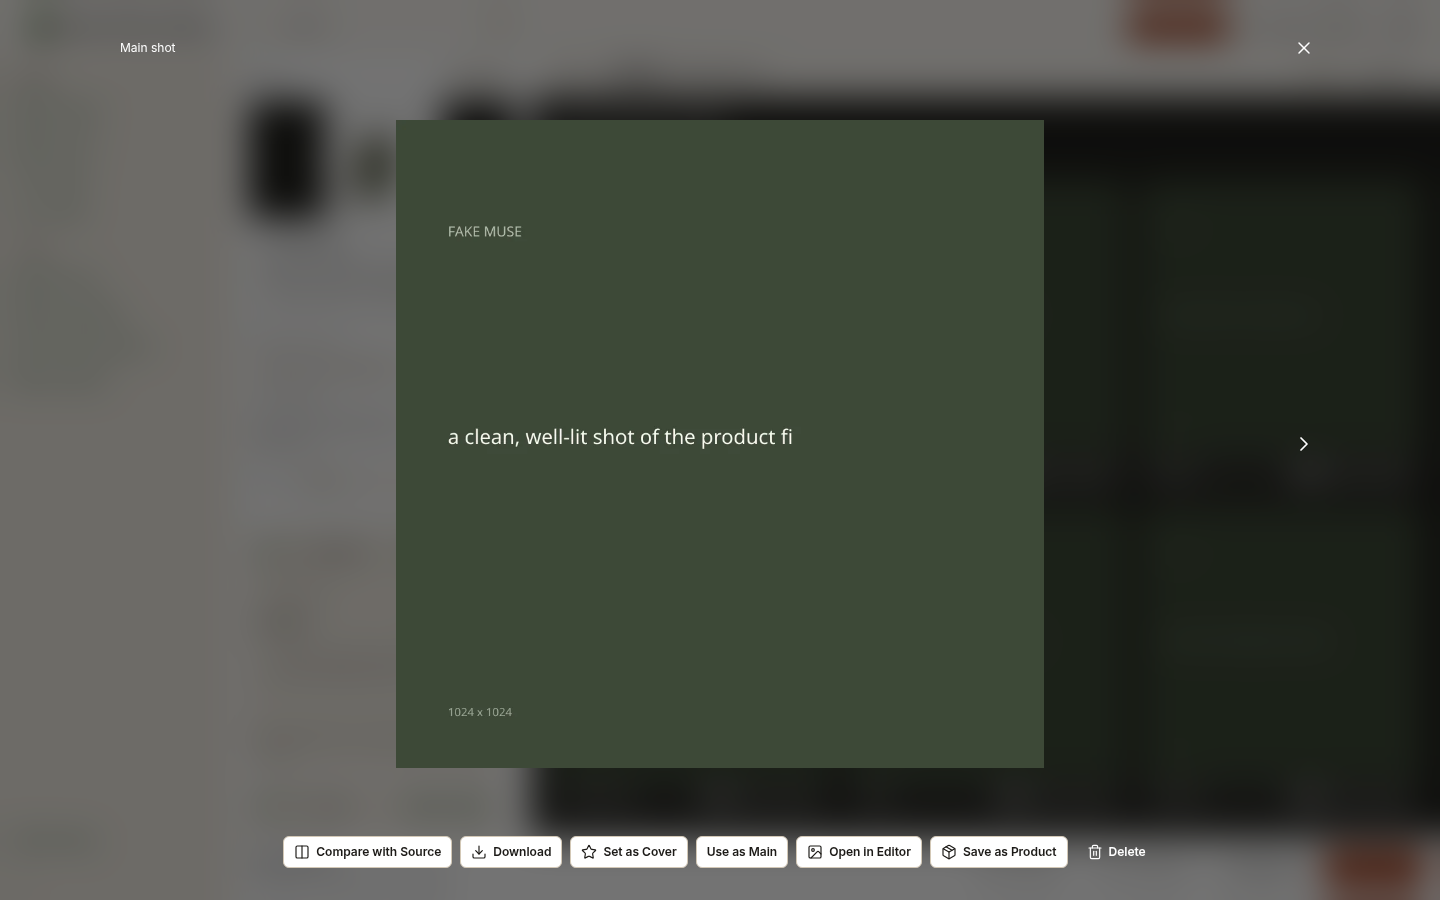 Main shot
FAKE MUSE
a clean, well-lit shot of the product fi
1024 x 1024
Compare with Source
Download
Set as Cover
Use as Main
Open in Editor
Save as Product
Delete